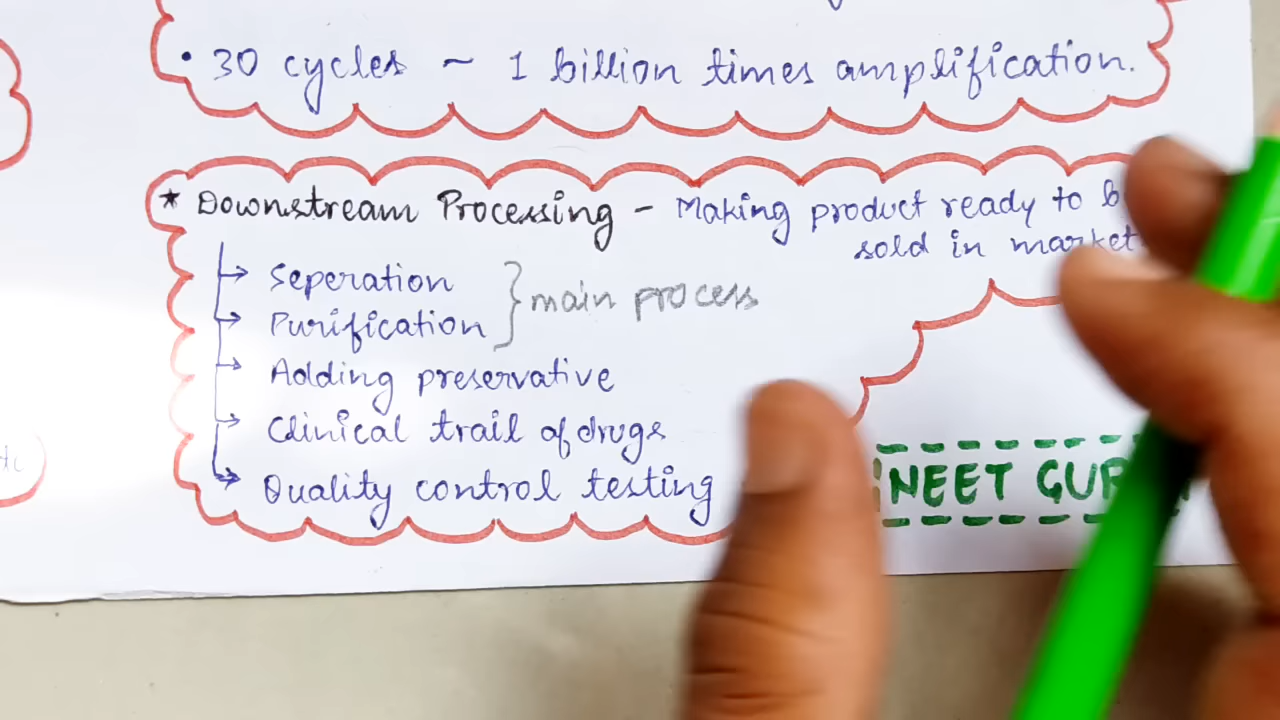 • 30 cycles ~ 1 billion times amplification.
★ Downstream Processing - Making product ready to
sold in market
→ Seperation
→ Purification } main process
→ Adding preservative
→ Clinical trail of drugs
→ Quality control testing
NEET